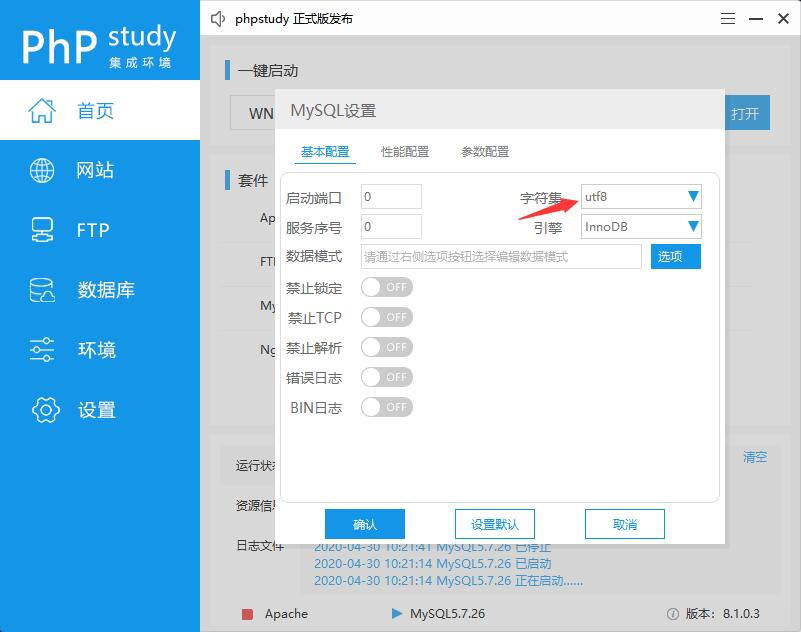 phpstudy 正式版发布
PhP study
集成环境
首页
网站
FTP
数据库
环境
设置
一键启动
WN
打开
套件
Ap
FT
My
Ng
MySQL设置
基本配置 性能配置 参数配置
启动端口 0 字符集 utf8
服务序号 0 引擎 InnoDB
数据模式 请通过右侧选项按钮选择编辑数据模式 选项
禁止锁定 OFF
禁止TCP OFF
禁止解析 OFF
错误日志 OFF
BIN日志 OFF
确认 设置默认 取消
运行状态 清空
资源信息
日志文件
2020-04-30 10:21:41 MySQL5.7.26 已停止
2020-04-30 10:21:14 MySQL5.7.26 已启动
2020-04-30 10:21:14 MySQL5.7.26 正在启动......
Apache MySQL5.7.26 版本：8.1.0.3